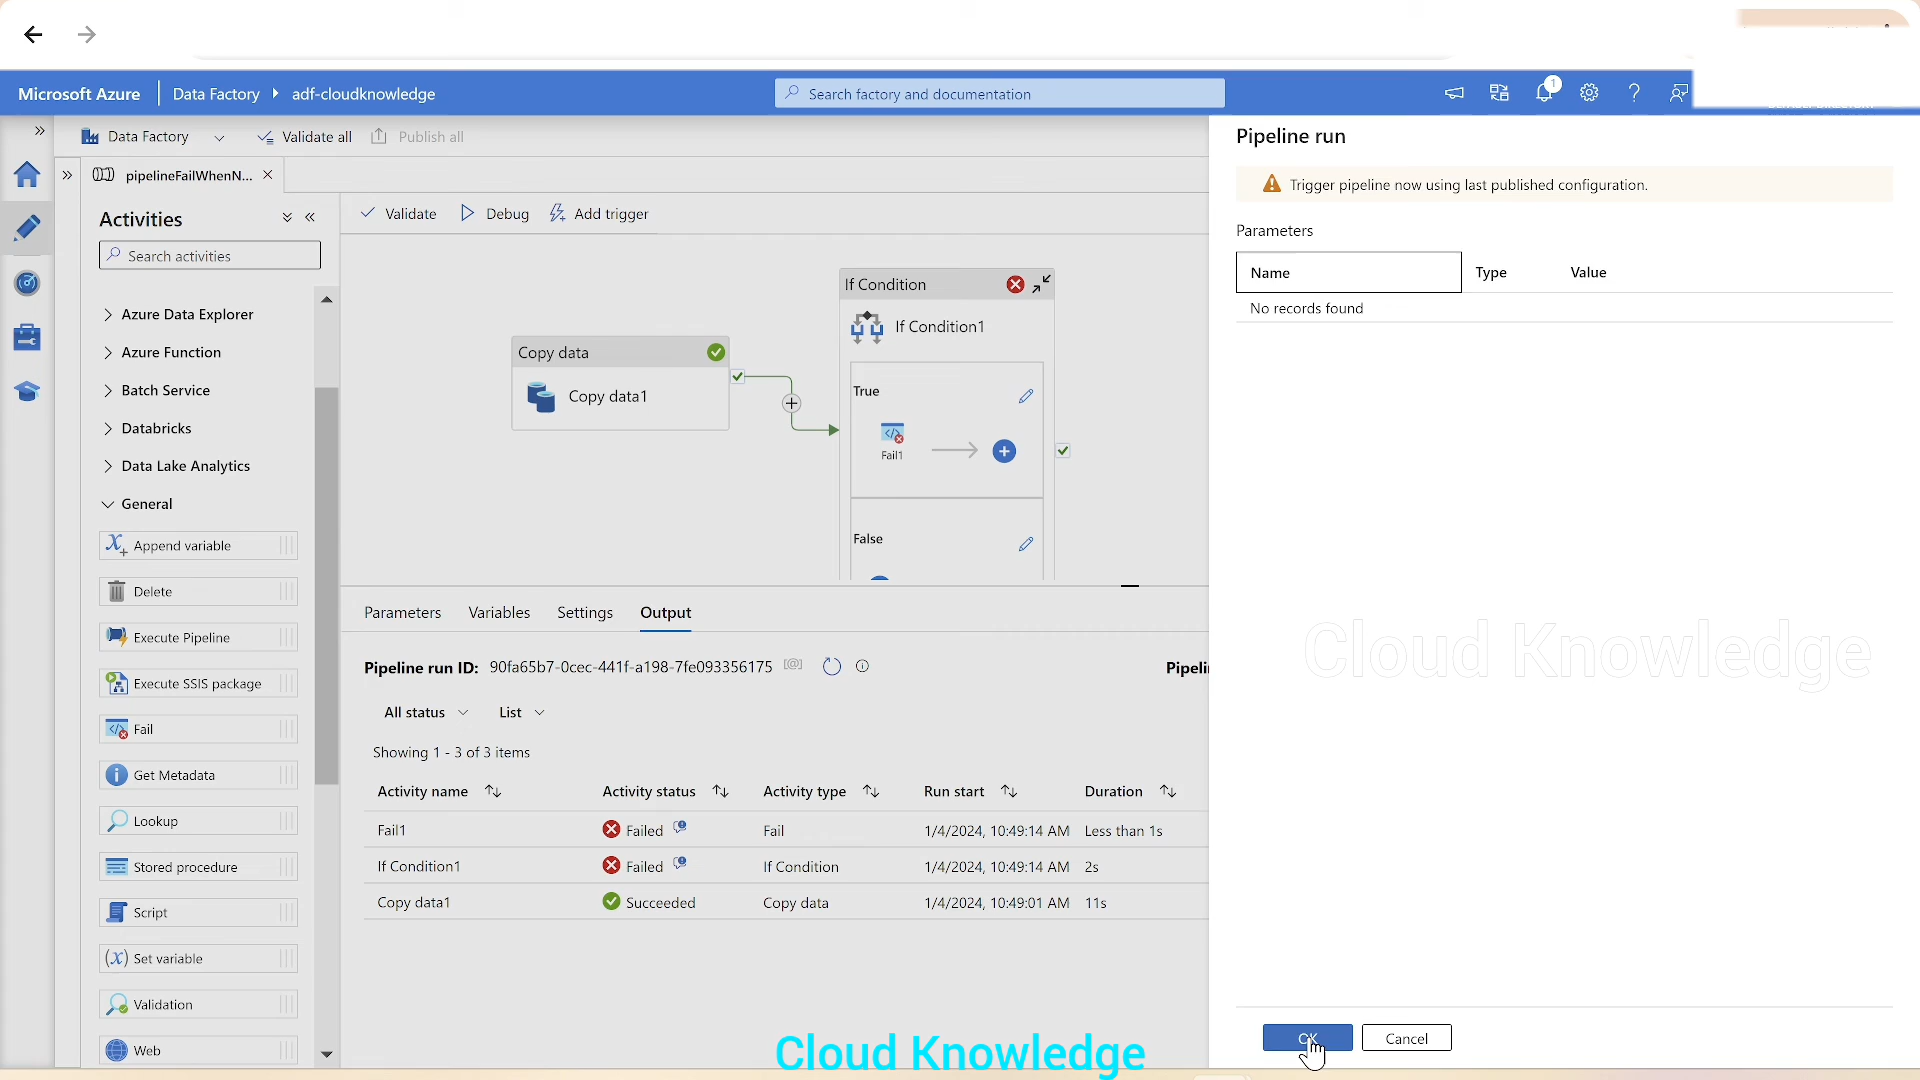 Microsoft Azure Data Factory adf-cloudknowledge Search factory and documentation 1
Data Factory Validate all Publish all
pipelineFailWhenN...
Activities
Search activities
Azure Data Explorer
Azure Function
Batch Service
Databricks
Data Lake Analytics
General
Append variable
Delete
Execute Pipeline
Execute SSIS package
Fail
Get Metadata
Lookup
Stored procedure
Script
Set variable
Validation
Web
Validate Debug Add trigger
Copy data
Copy data1
If Condition
If Condition1
True
Fail1
False
Parameters Variables Settings Output
Pipeline run ID: 90fa65b7-0cec-441f-a198-7fe093356175 Pipeli
All status List
Showing 1 - 3 of 3 items
Activity name Activity status Activity type Run start Duration
Fail1 Failed Fail 1/4/2024, 10:49:14 AM Less than 1s
If Condition1 Failed If Condition 1/4/2024, 10:49:14 AM 2s
Copy data1 Succeeded Copy data 1/4/2024, 10:49:01 AM 11s
Pipeline run
Trigger pipeline now using last published configuration.
Parameters
Name Type Value
No records found
Cloud Knowledge
OK Cancel
Cloud Knowledge